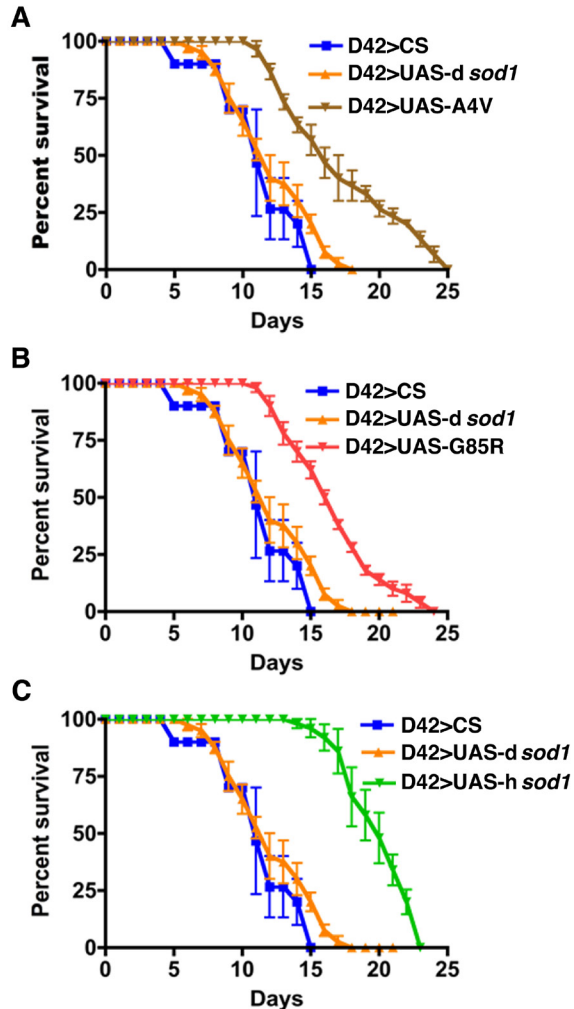 A
Percent survival
100
75
50
25
0
D42>CS
D42>UAS-d sod1
D42>UAS-A4V
0 5 10 15 20 25
Days
B
Percent survival
100
75
50
25
0
D42>CS
D42>UAS-d sod1
D42>UAS-G85R
0 5 10 15 20 25
Days
C
Percent survival
100
75
50
25
0
D42>CS
D42>UAS-d sod1
D42>UAS-h sod1
0 5 10 15 20 25
Days